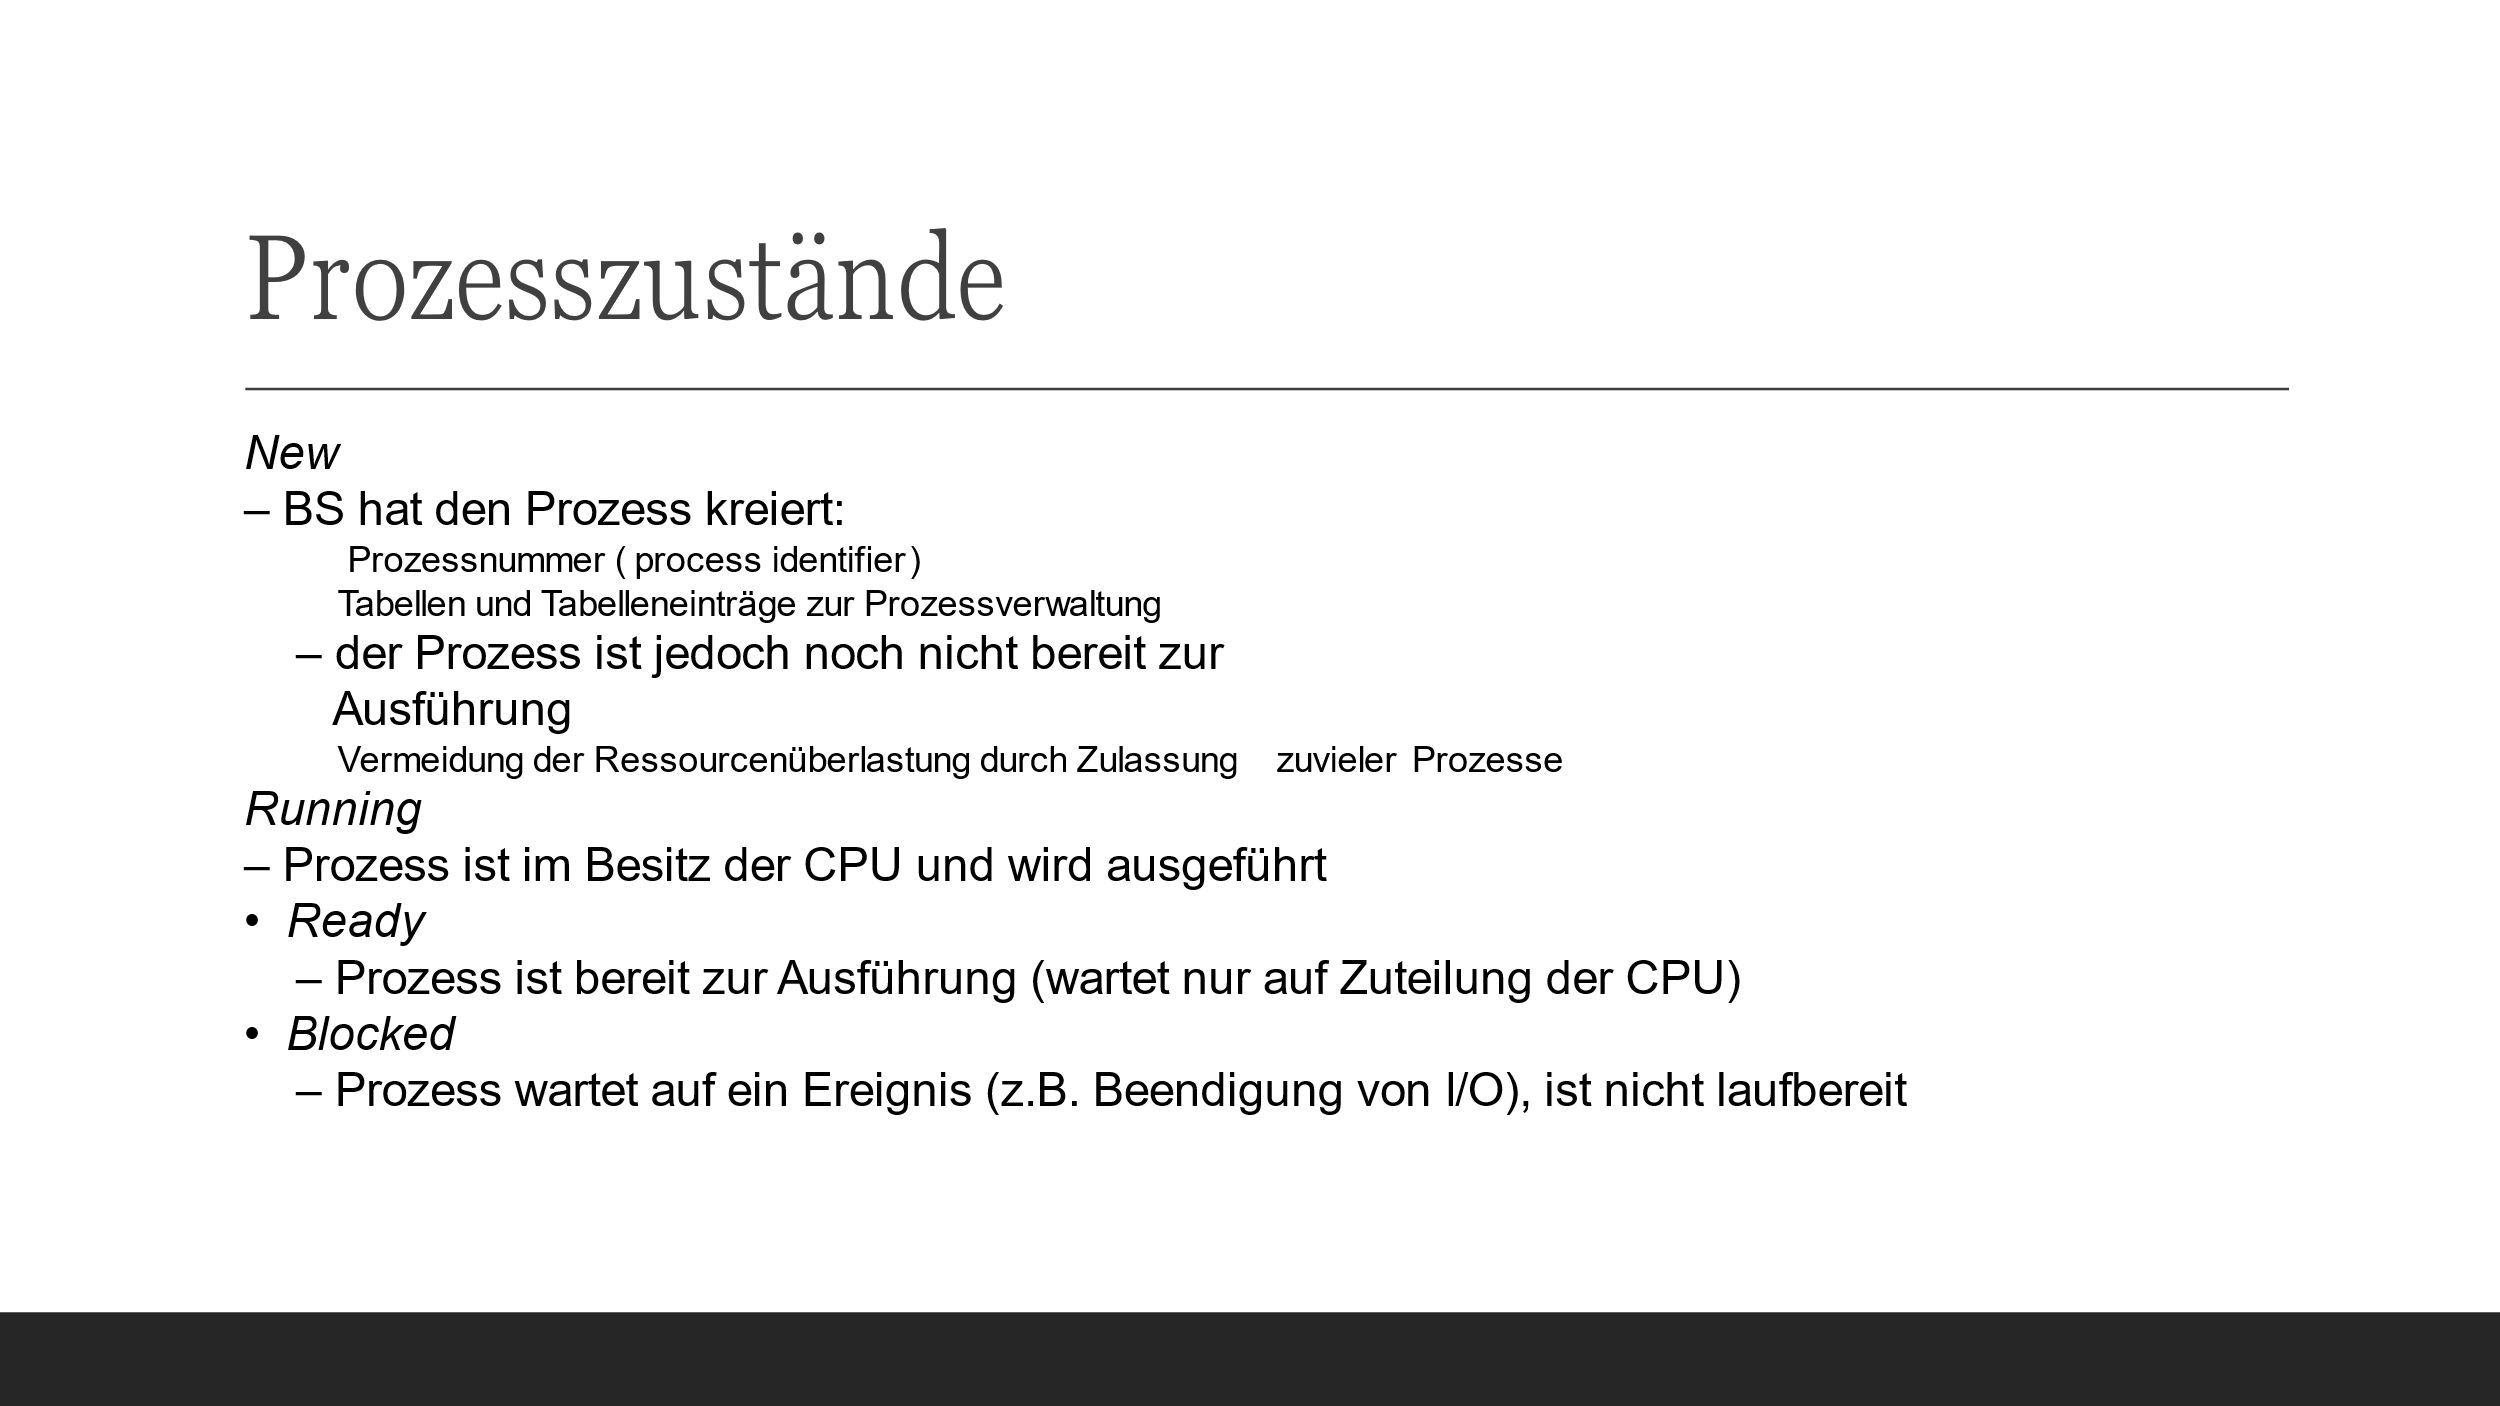 Prozesszustände
New
– BS hat den Prozess kreiert:
Prozessnummer ( process identifier )
Tabellen und Tabelleneinträge zur Prozessverwaltung
– der Prozess ist jedoch noch nicht bereit zur
Ausführung
Vermeidung der Ressourcenüberlastung durch Zulassung zuvieler Prozesse
Running
– Prozess ist im Besitz der CPU und wird ausgeführt
• Ready
– Prozess ist bereit zur Ausführung (wartet nur auf Zuteilung der CPU)
• Blocked
– Prozess wartet auf ein Ereignis (z.B. Beendigung von I/O), ist nicht laufbereit